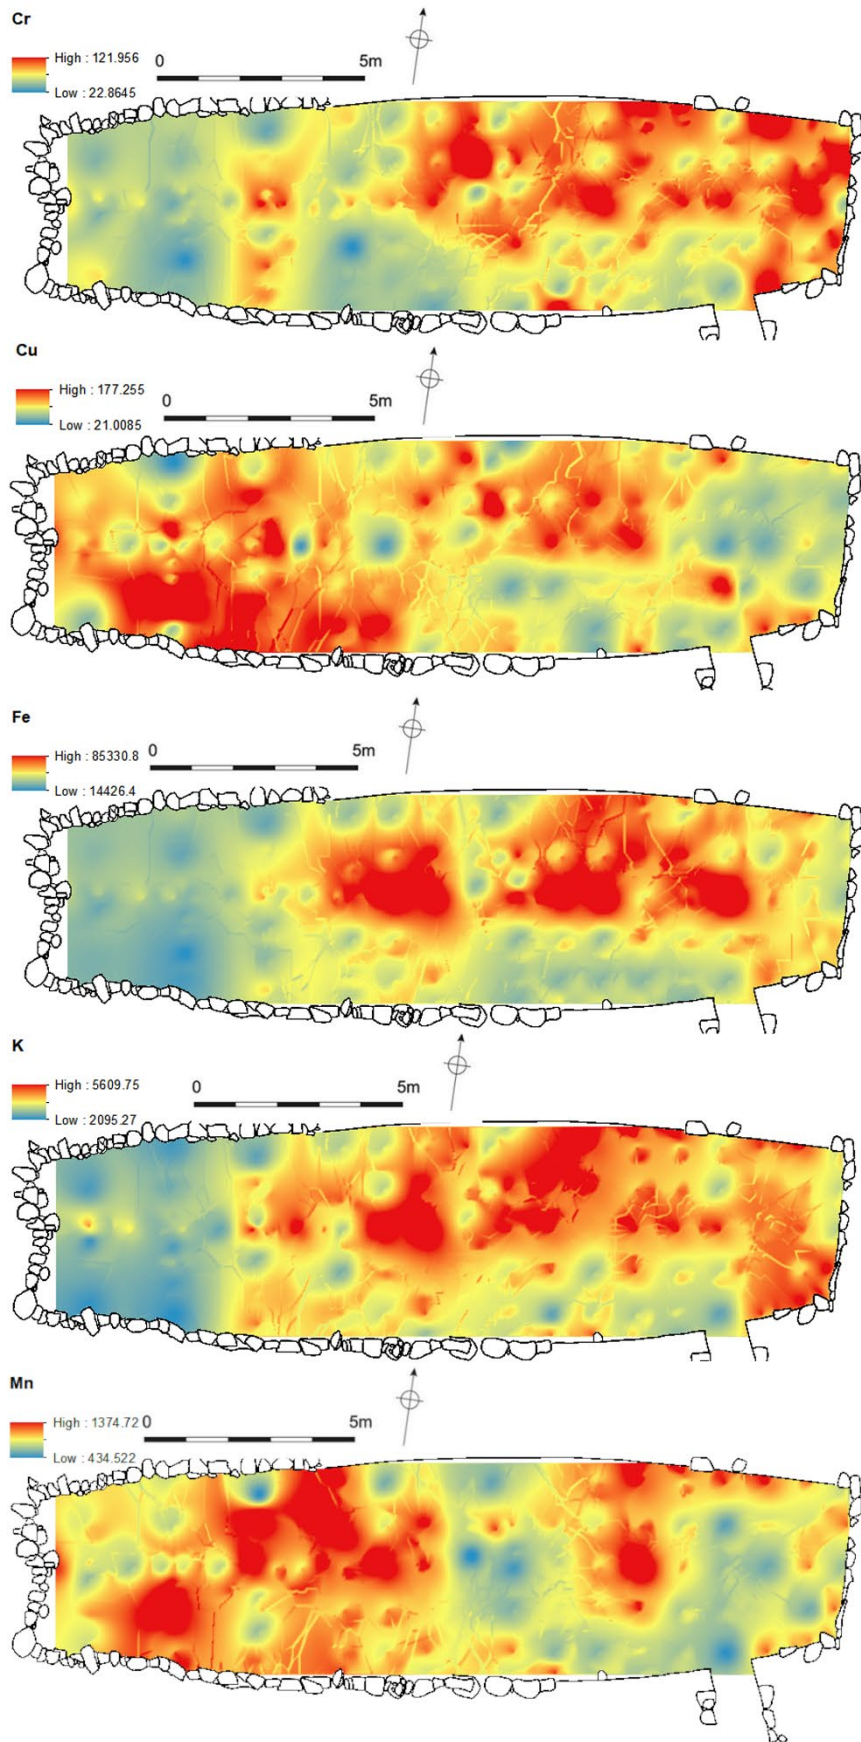 Cr
High : 121.956
Low : 22.8645
0 5m
Cu
High : 177.255
Low : 21.0085
0 5m
Fe
High : 85330.8
Low : 14426.4
0 5m
K
High : 5609.75
Low : 2095.27
0 5m
Mn
High : 1374.72
Low : 434.522
0 5m